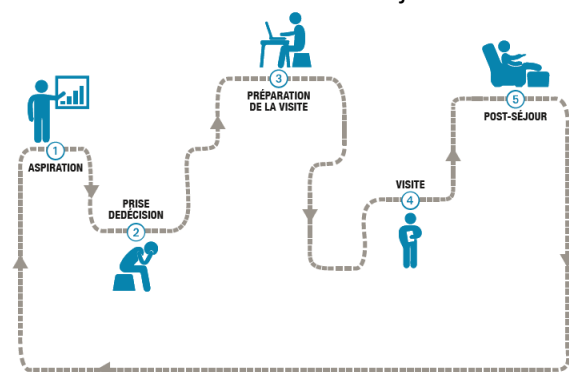 1
ASPIRATION
PRISE
DEDÉCISION
2
3
PRÉPARATION
DE LA VISITE
VISITE
4
5
POST-SÉJOUR